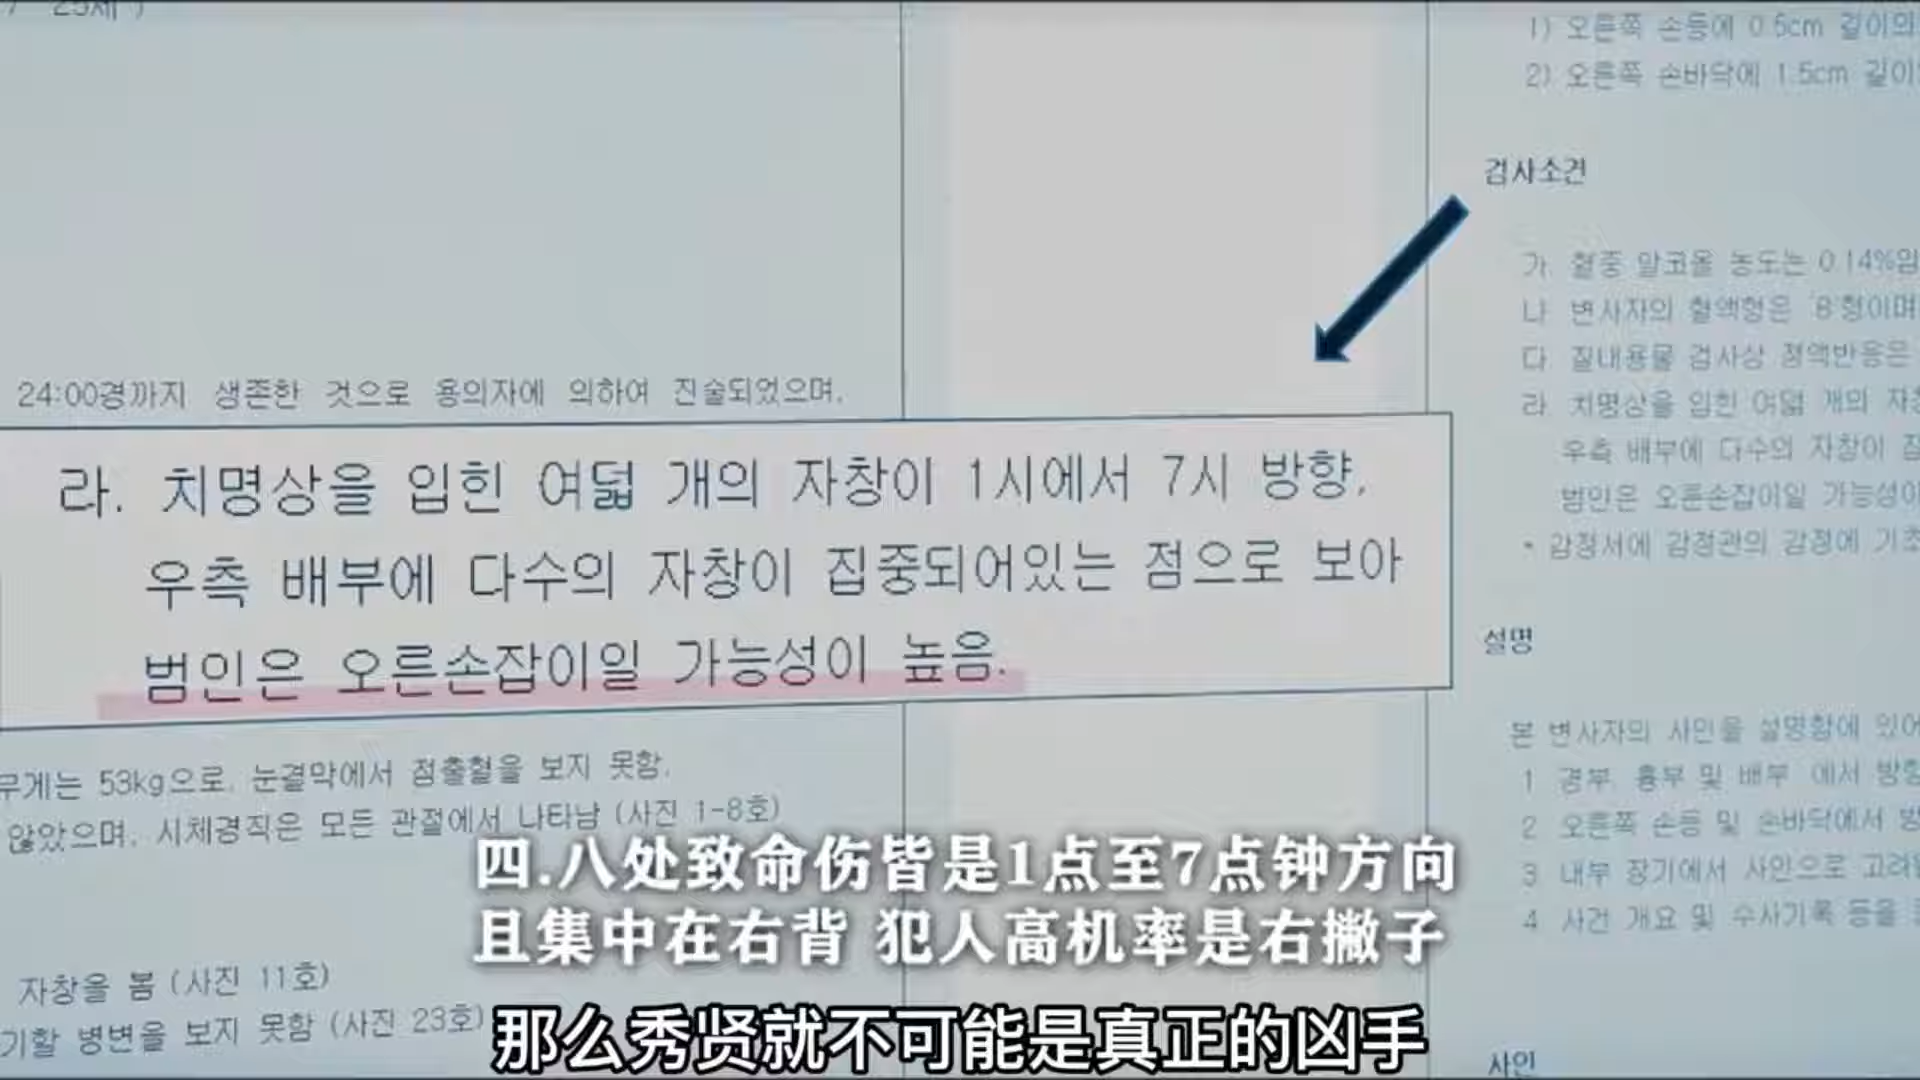 25세 )
1) 오른쪽 손등에 0.5cm 길이의
2) 오른쪽 손바닥에 1.5cm 길이
검사소견
가. 혈중 알코올 농도는 0.14%임
나 변사자의 혈액형은 'B'형이며
다 질내용물 검사상 정액반응은
라 치명상을 입힌 여덟 개의 자창
우측 배부에 다수의 자창이 집
범인은 오른손잡이일 가능성이
* 감정서에 감정관의 감정에 기초
24:00경까지 생존한 것으로 용의자에 의하여 진술되었으며,
라. 치명상을 입힌 여덟 개의 자창이 1시에서 7시 방향,
우측 배부에 다수의 자창이 집중되어있는 점으로 보아
범인은 오른손잡이일 가능성이 높음.
설명
본 변사자의 사인을 설명함에 있어
1 경부, 흉부 및 배부 에서 방향
2 오른쪽 손등 및 손바닥에서 방
3 내부 장기에서 사인으로 고려될
4 사건 개요 및 수사기록 등을
사인
무게는 53kg으로, 눈결막에서 점출혈을 보지 못함.
않았으며, 시체경직은 모든 관절에서 나타남 (사진 1-8호)
자창을 봄 (사진 11호)
기할 병변을 보지 못함 (사진 23호)
四.八处致命伤皆是1点至7点钟方向
且集中在右背 犯人高机率是右撇子
那么秀贤就不可能是真正的凶手